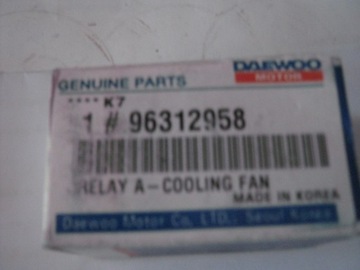 GENUINE PARTS
DAEWOO
MOTOR
**** K7
1 # 96312958
RELAY A-COOLING FAN
MADE IN KOREA
Daewoo Motor Co., LTD., Seoul Korea